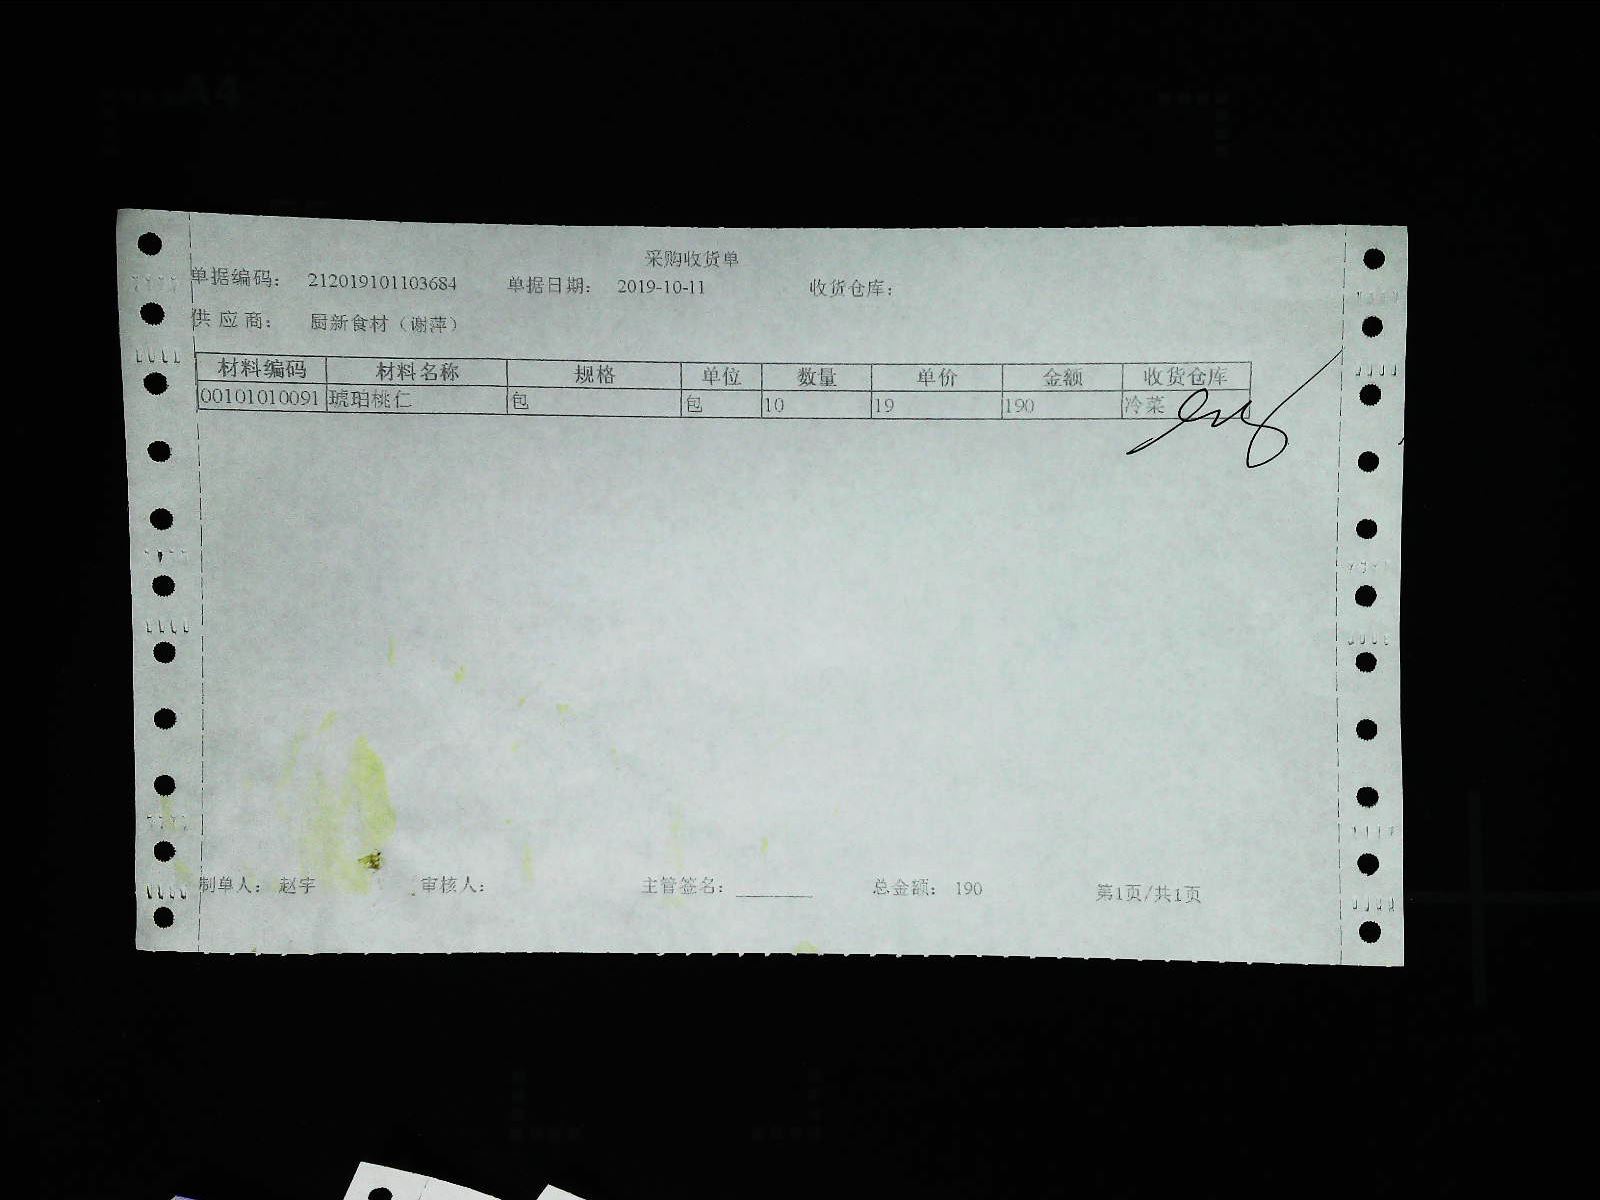 采购收货单
单据编码： 212019101103684 单据日期： 2019-10-11 收货仓库：
供 应 商： 厨新食材（谢萍）
材料编码 材料名称 规格 单位 数量 单价 金额 收货仓库
00101010091 琥珀桃仁 包 包 10 19 190 冷菜
制单人： 赵宇 审核人： 主管签名： 总金额： 190 第1页/共1页